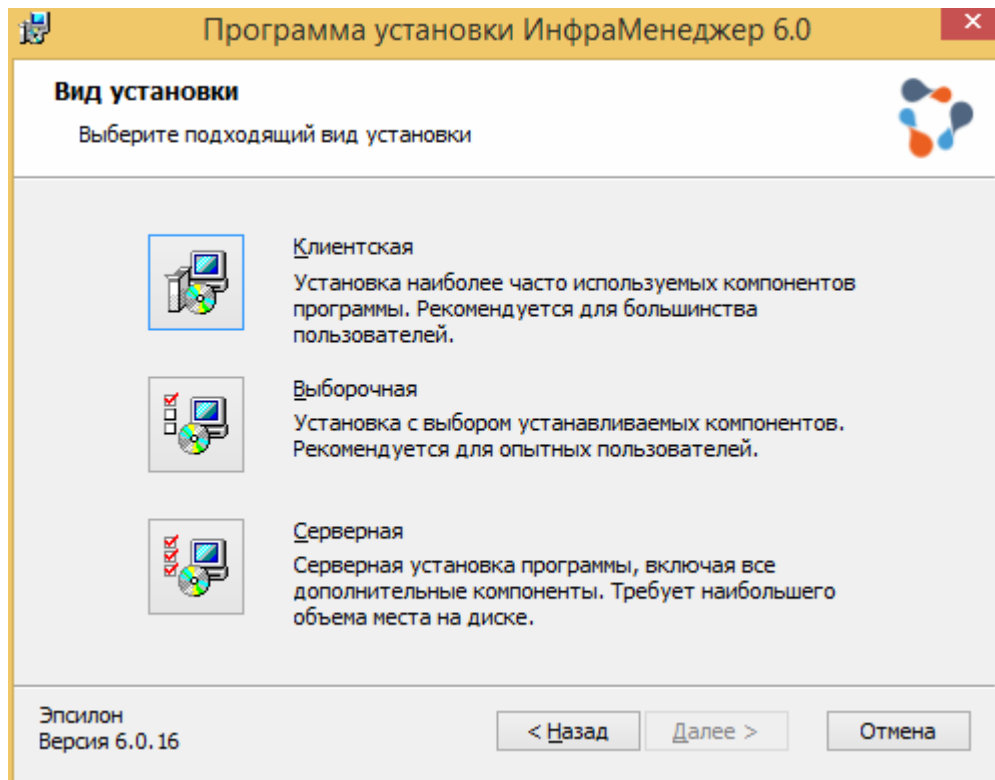 Программа установки ИнфраМенеджер 6.0
Вид установки
Выберите подходящий вид установки
Клиентская
Установка наиболее часто используемых компонентов
программы. Рекомендуется для большинства
пользователей.
Выборочная
Установка с выбором устанавливаемых компонентов.
Рекомендуется для опытных пользователей.
Серверная
Серверная установка программы, включая все
дополнительные компоненты. Требует наибольшего
объема места на диске.
Эпсилон
Версия 6.0.16
< Назад
Далее >
Отмена